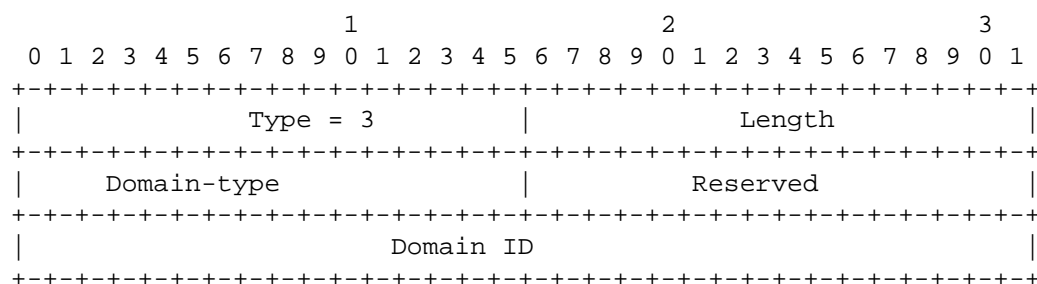 1                   2                   3
 0 1 2 3 4 5 6 7 8 9 0 1 2 3 4 5 6 7 8 9 0 1 2 3 4 5 6 7 8 9 0 1
+-+-+-+-+-+-+-+-+-+-+-+-+-+-+-+-+-+-+-+-+-+-+-+-+-+-+-+-+-+-+-+-+
|              Type = 3         |             Length            |
+-+-+-+-+-+-+-+-+-+-+-+-+-+-+-+-+-+-+-+-+-+-+-+-+-+-+-+-+-+-+-+-+
|     Domain-type               |          Reserved             |
+-+-+-+-+-+-+-+-+-+-+-+-+-+-+-+-+-+-+-+-+-+-+-+-+-+-+-+-+-+-+-+-+
|                       Domain ID                               |
+-+-+-+-+-+-+-+-+-+-+-+-+-+-+-+-+-+-+-+-+-+-+-+-+-+-+-+-+-+-+-+-+